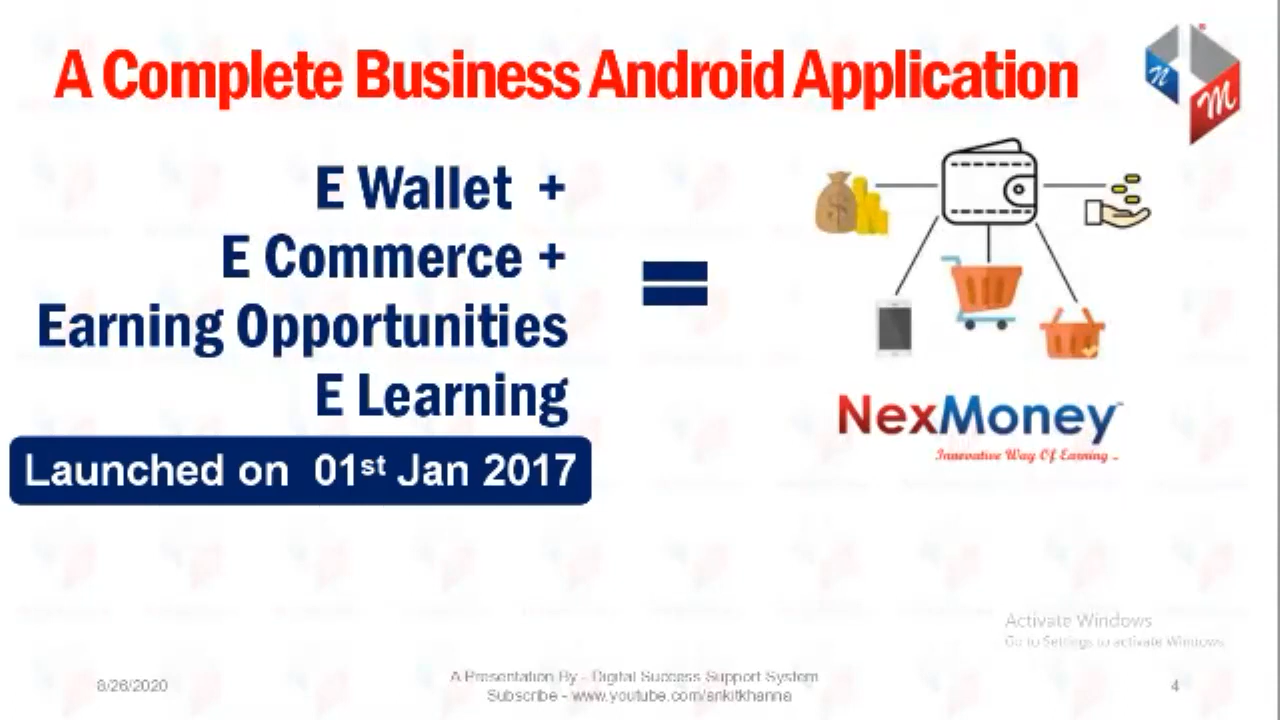 A Complete Business Android Application
n M
E Wallet +
E Commerce +
Earning Opportunities
E Learning
Launched on 01st Jan 2017
NexMoney™
Innovative Way Of Earning ..
Activate Windows
Go to Settings to activate Windows.
8/26/2020
A Presentation By - Digital Success Support System
Subscribe - www.youtube.com/ankitkhanna
4